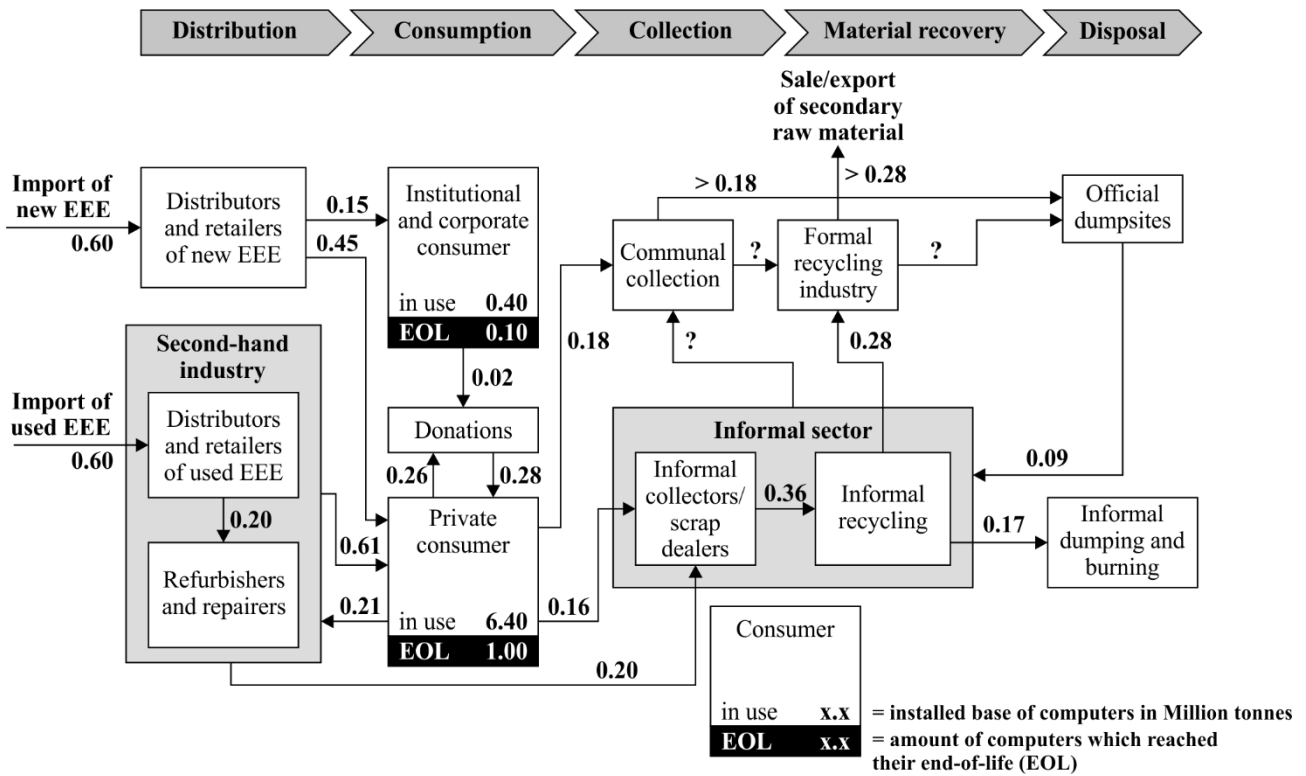 Distribution
Consumption
Collection
Material recovery
Disposal
Sale/export
of secondary
raw material
Import of
new EEE
0.60
Distributors
and retailers
of new EEE
0.15
0.45
Institutional
and corporate
consumer
in use 0.40
EOL 0.10
> 0.18
> 0.28
Communal
collection
?
Formal
recycling
industry
?
Official
dumpsites
Second-hand
industry
Import of
used EEE
0.60
Distributors
and retailers
of used EEE
0.20
Refurbishers
and repairers
0.02
Donations
0.26
0.28
0.18
?
0.28
0.61
0.21
Private
consumer
in use 6.40
EOL 1.00
0.16
0.20
Informal sector
Informal
collectors/
scrap
dealers
0.36
Informal
recycling
0.09
0.17
Informal
dumping and
burning
Consumer
in use x.x = installed base of computers in Million tonnes
EOL x.x = amount of computers which reached
their end-of-life (EOL)